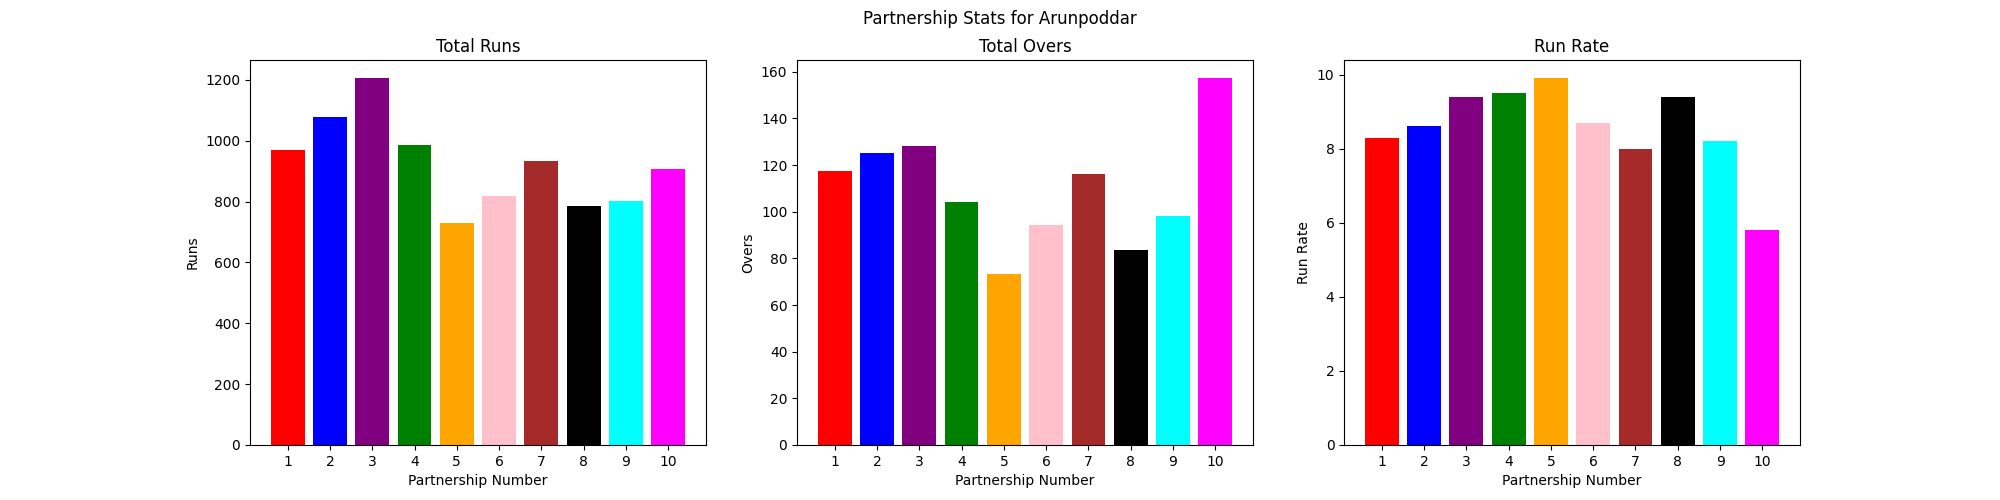 Partnership Stats for Arunpoddar
Total Runs
Runs
1200
1000
800
600
400
200
0
1 2 3 4 5 6 7 8 9 10
Partnership Number
Total Overs
Overs
160
140
120
100
80
60
40
20
0
1 2 3 4 5 6 7 8 9 10
Partnership Number
Run Rate
Run Rate
10
8
6
4
2
0
1 2 3 4 5 6 7 8 9 10
Partnership Number